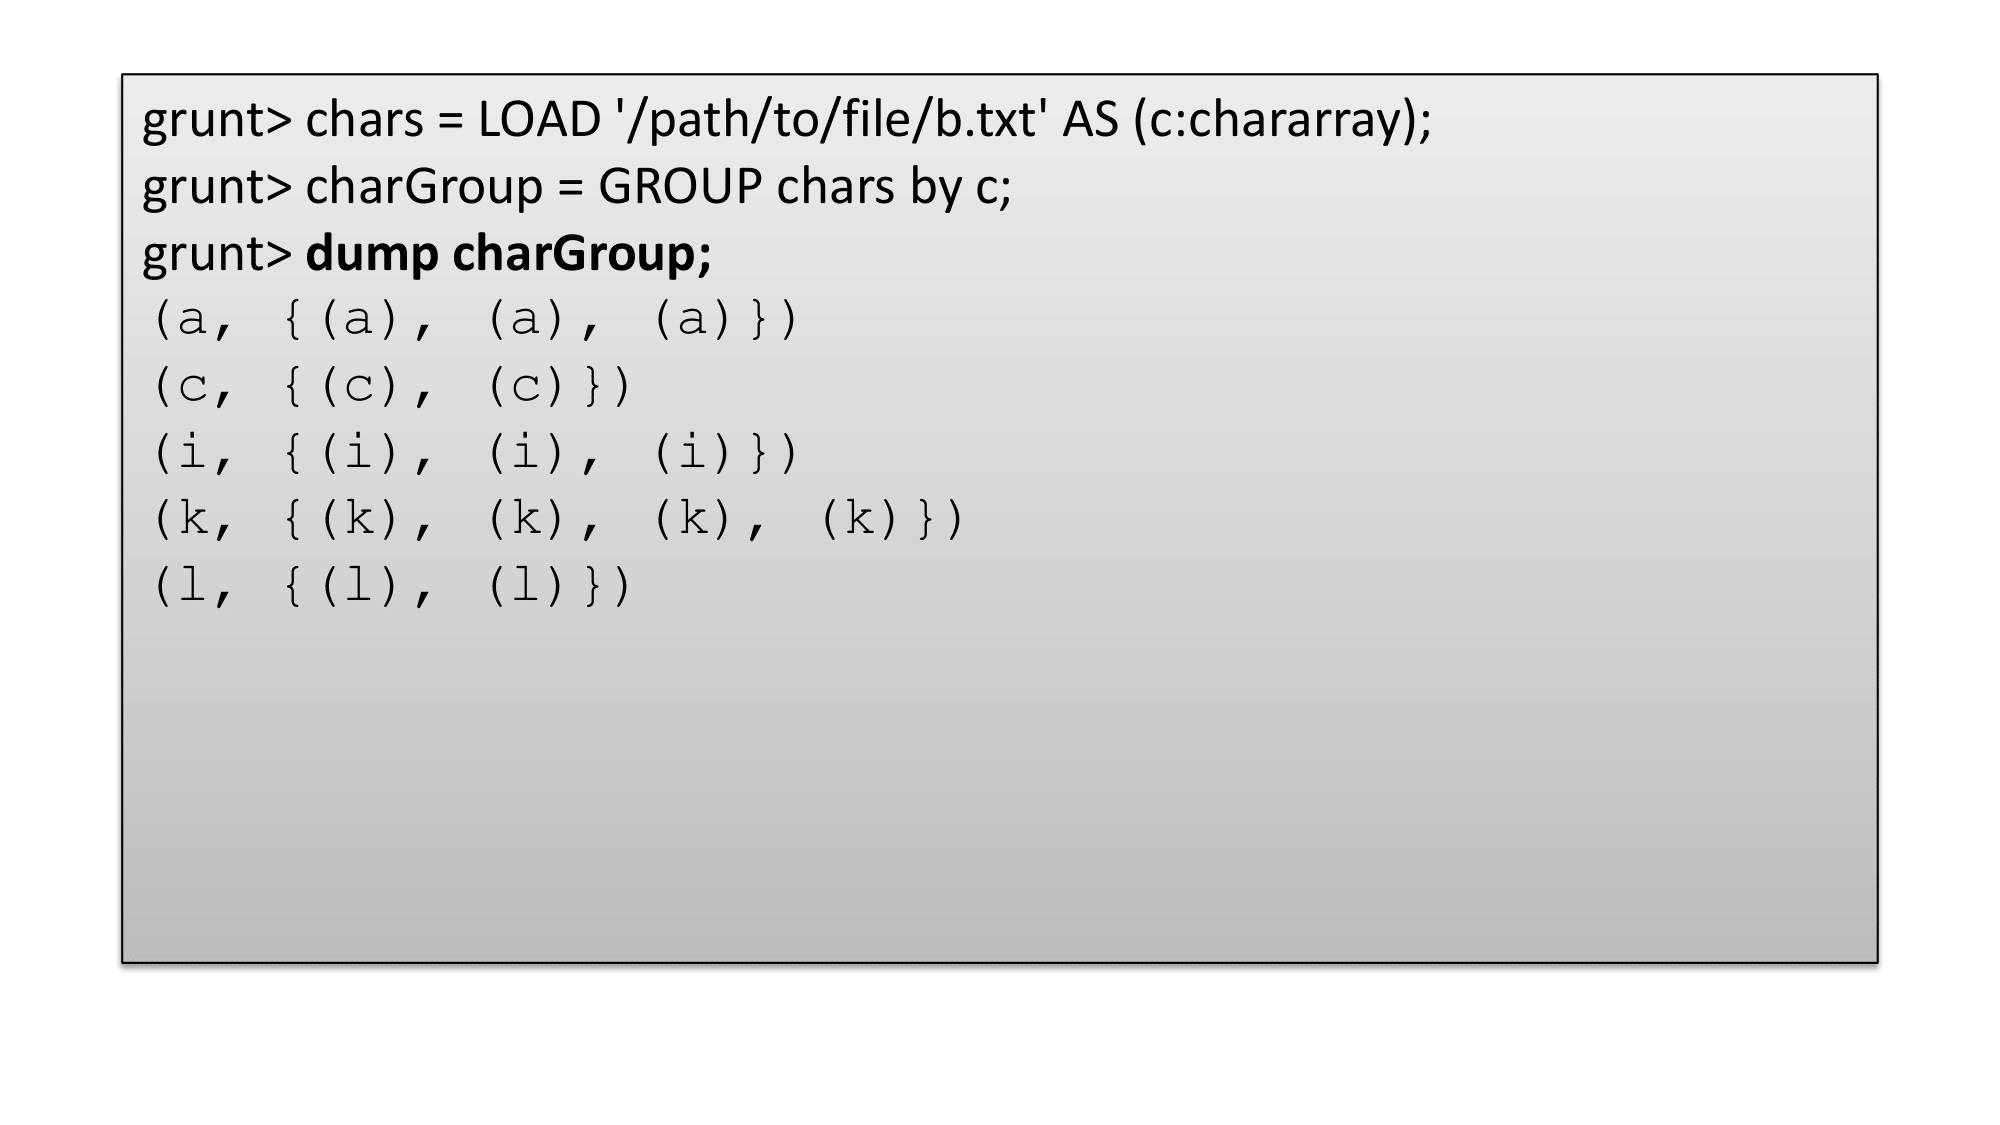 grunt> chars = LOAD '/path/to/file/b.txt' AS (c:chararray);
grunt> charGroup = GROUP chars by c;
grunt> dump charGroup;
(a, {(a), (a), (a)})
(c, {(c), (c)})
(i, {(i), (i), (i)})
(k, {(k), (k), (k), (k)})
(l, {(l), (l)})